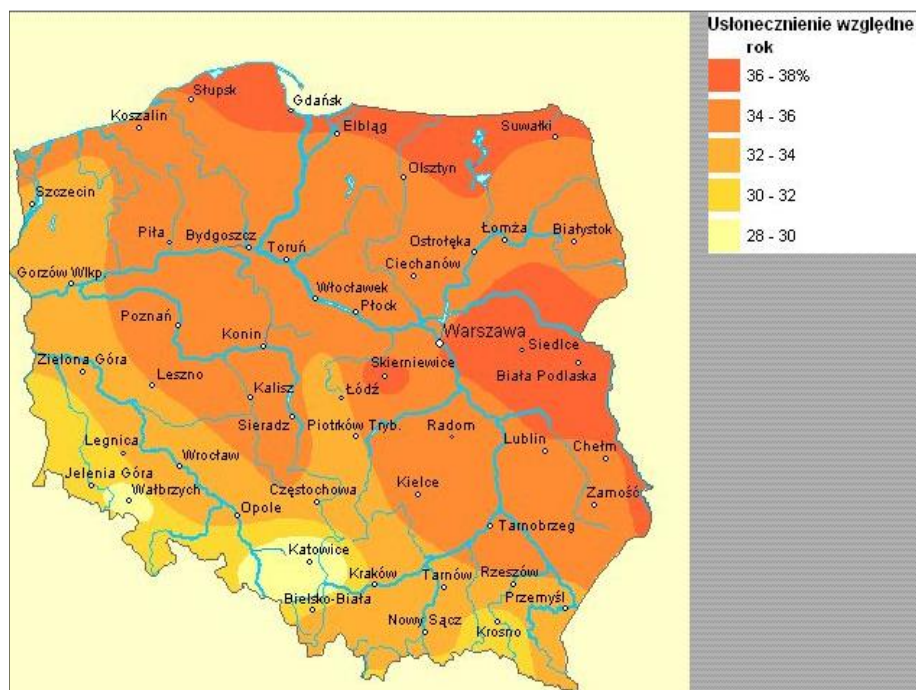 Usłonecznienie względne
rok
36 - 38%
34 - 36
32 - 34
30 - 32
28 - 30
Słupsk
Gdańsk
Koszalin
Elbląg
Suwałki
Olsztyn
Szczecin
Piła
Bydgoszcz
Toruń
Ostrołęka
Łomża
Białystok
Ciechanów
Gorzów Wlkp.
Włocławek
Płock
Poznań
Konin
Warszawa
Siedlce
Skierniewice
Biała Podlaska
Zielona Góra
Leszno
Kalisz
Łódź
Sieradz
Piotrków Tryb.
Radom
Lublin
Chełm
Legnica
Wrocław
Jelenia Góra
Wałbrzych
Częstochowa
Kielce
Zamość
Opole
Tarnobrzeg
Katowice
Kraków
Tarnów
Rzeszów
Bielsko-Biała
Przemyśl
Nowy Sącz
Krosno